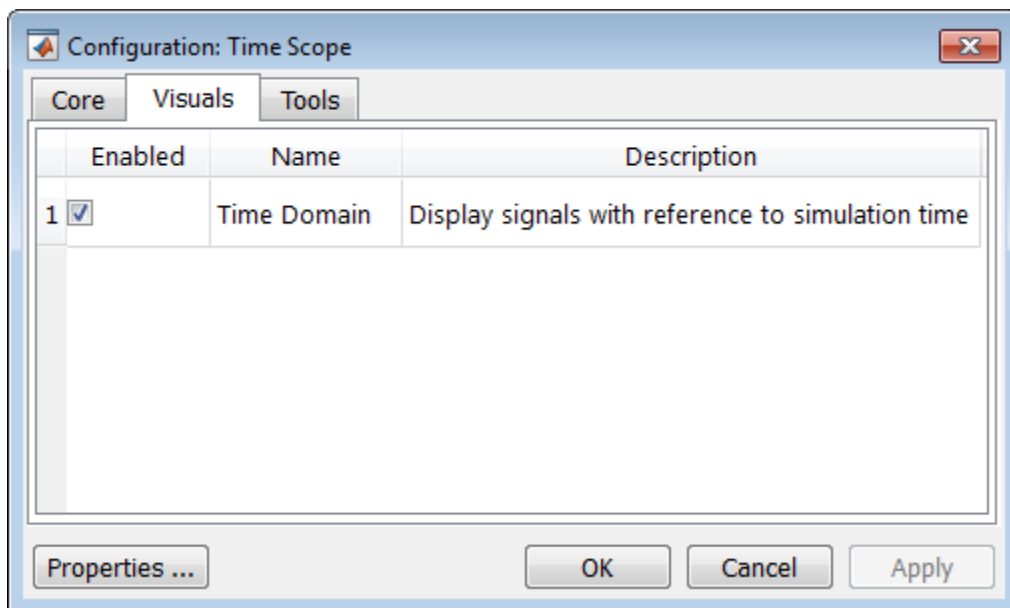 Configuration: Time Scope
Core Visuals Tools
Enabled Name Description
1 Time Domain Display signals with reference to simulation time
Properties ... OK Cancel Apply